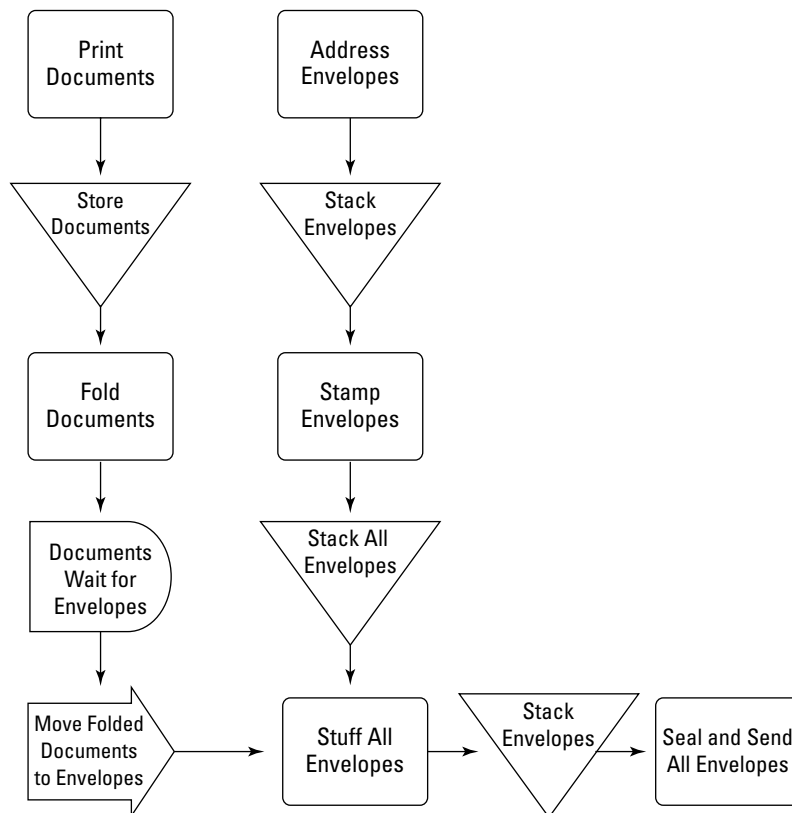 Print
Documents
Address
Envelopes
Store
Documents
Stack
Envelopes
Fold
Documents
Stamp
Envelopes
Documents
Wait for
Envelopes
Stack All
Envelopes
Move Folded
Documents
to Envelopes
Stuff All
Envelopes
Stack
Envelopes
Seal and Send
All Envelopes